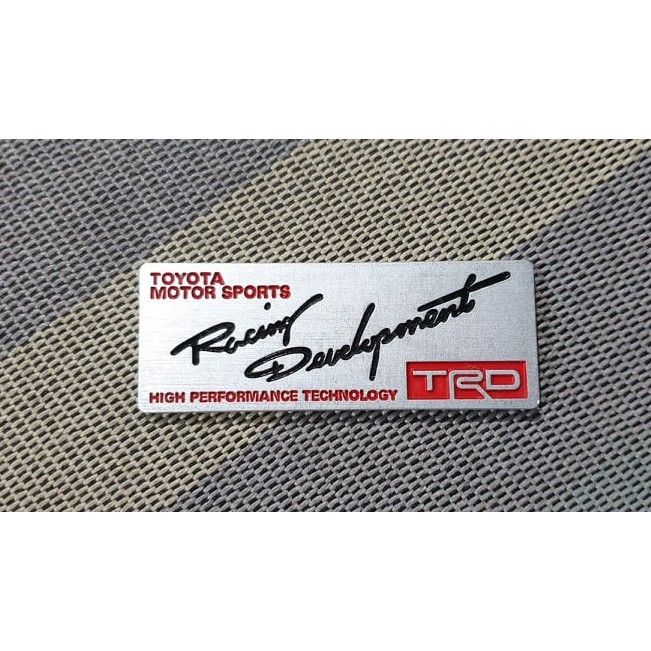 TOYOTA
MOTOR SPORTS
Racing
Development
HIGH PERFORMANCE TECHNOLOGY
TRD